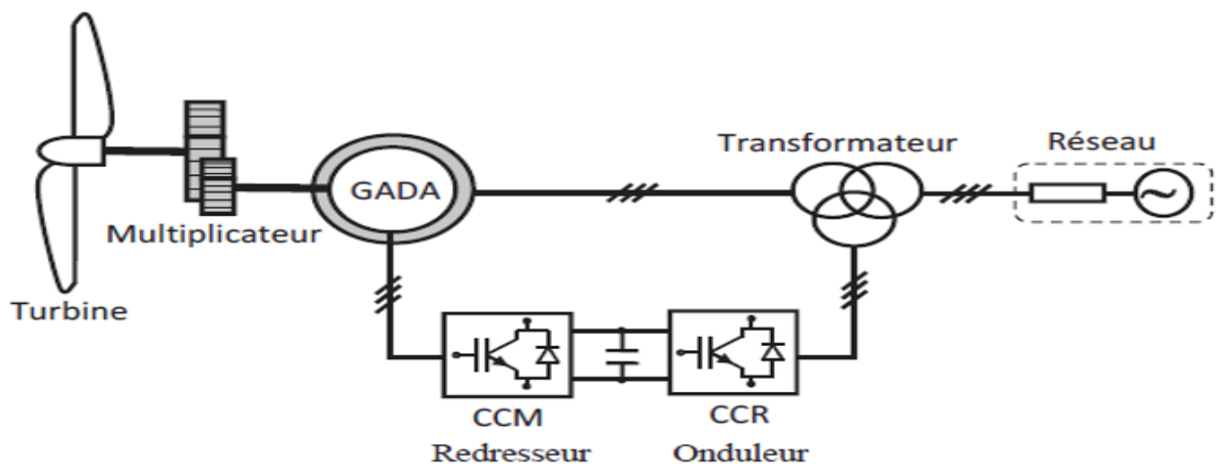 Transformateur
Réseau
GADA
Multiplicateur
Turbine
CCM
Redresseur
CCR
Onduleur